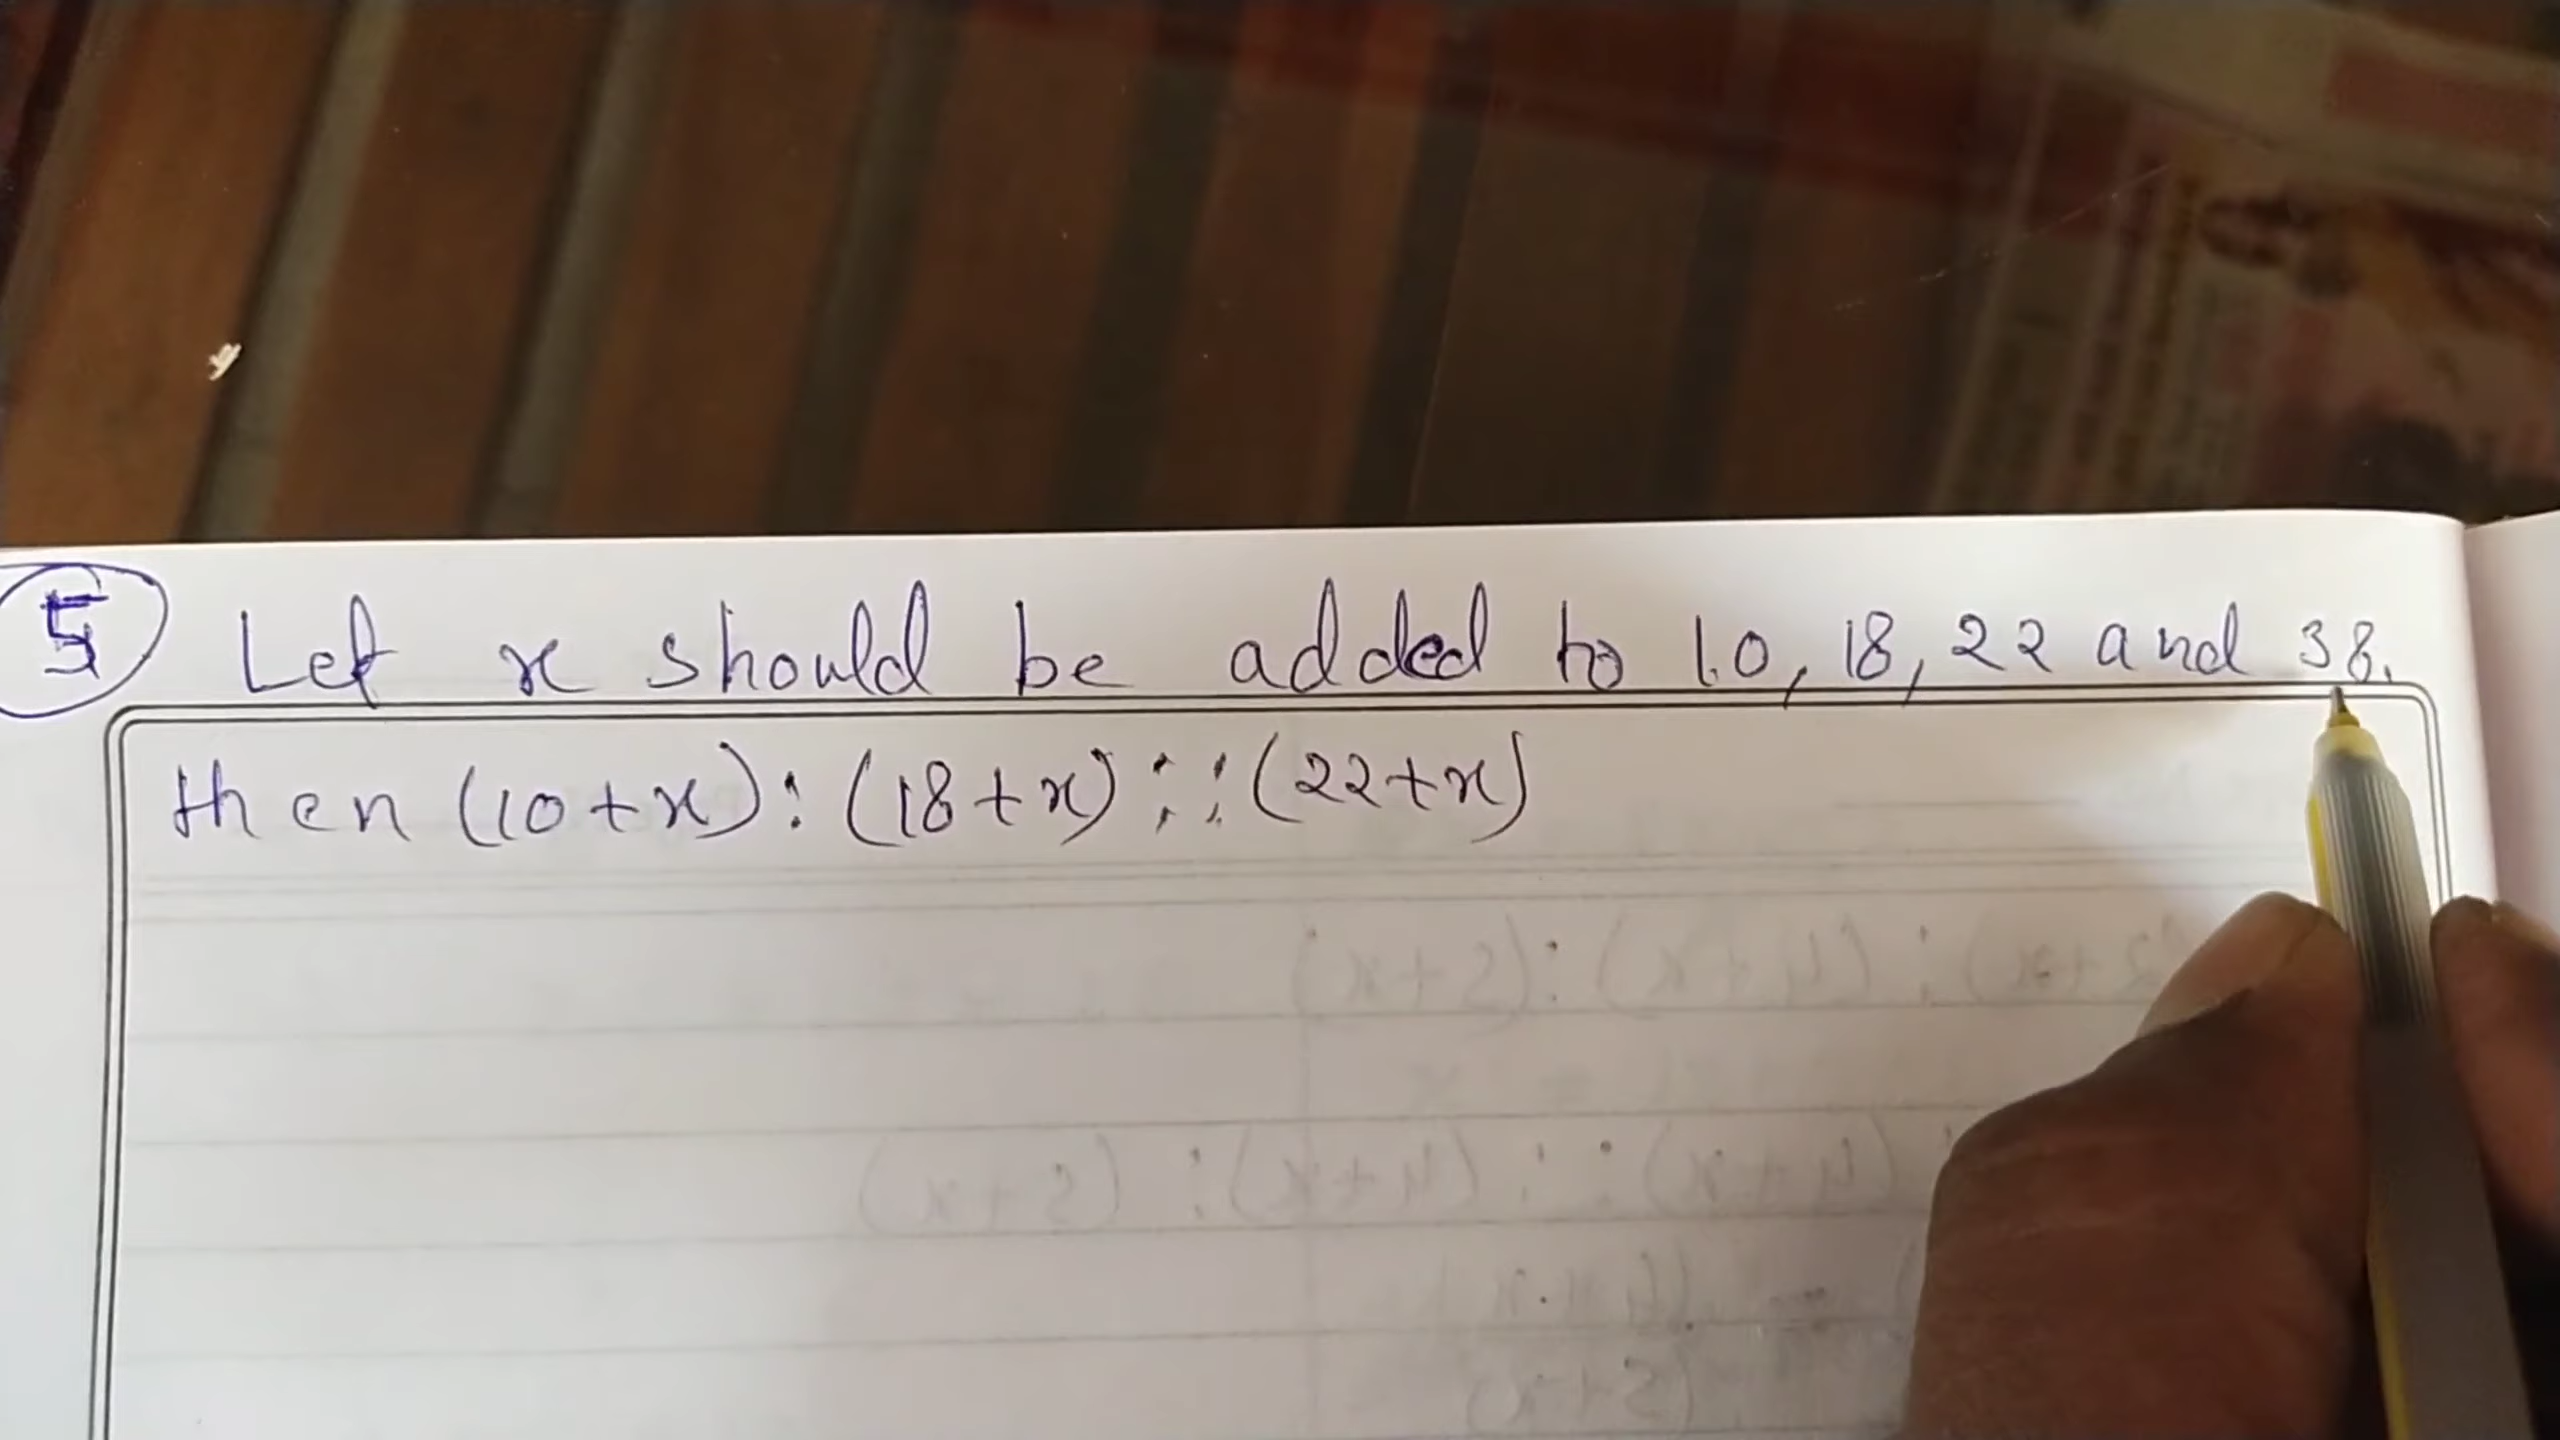 5 Let x should be added to 10, 18, 22 and 38.
then (10+x) : (18+x) :: (22+x)